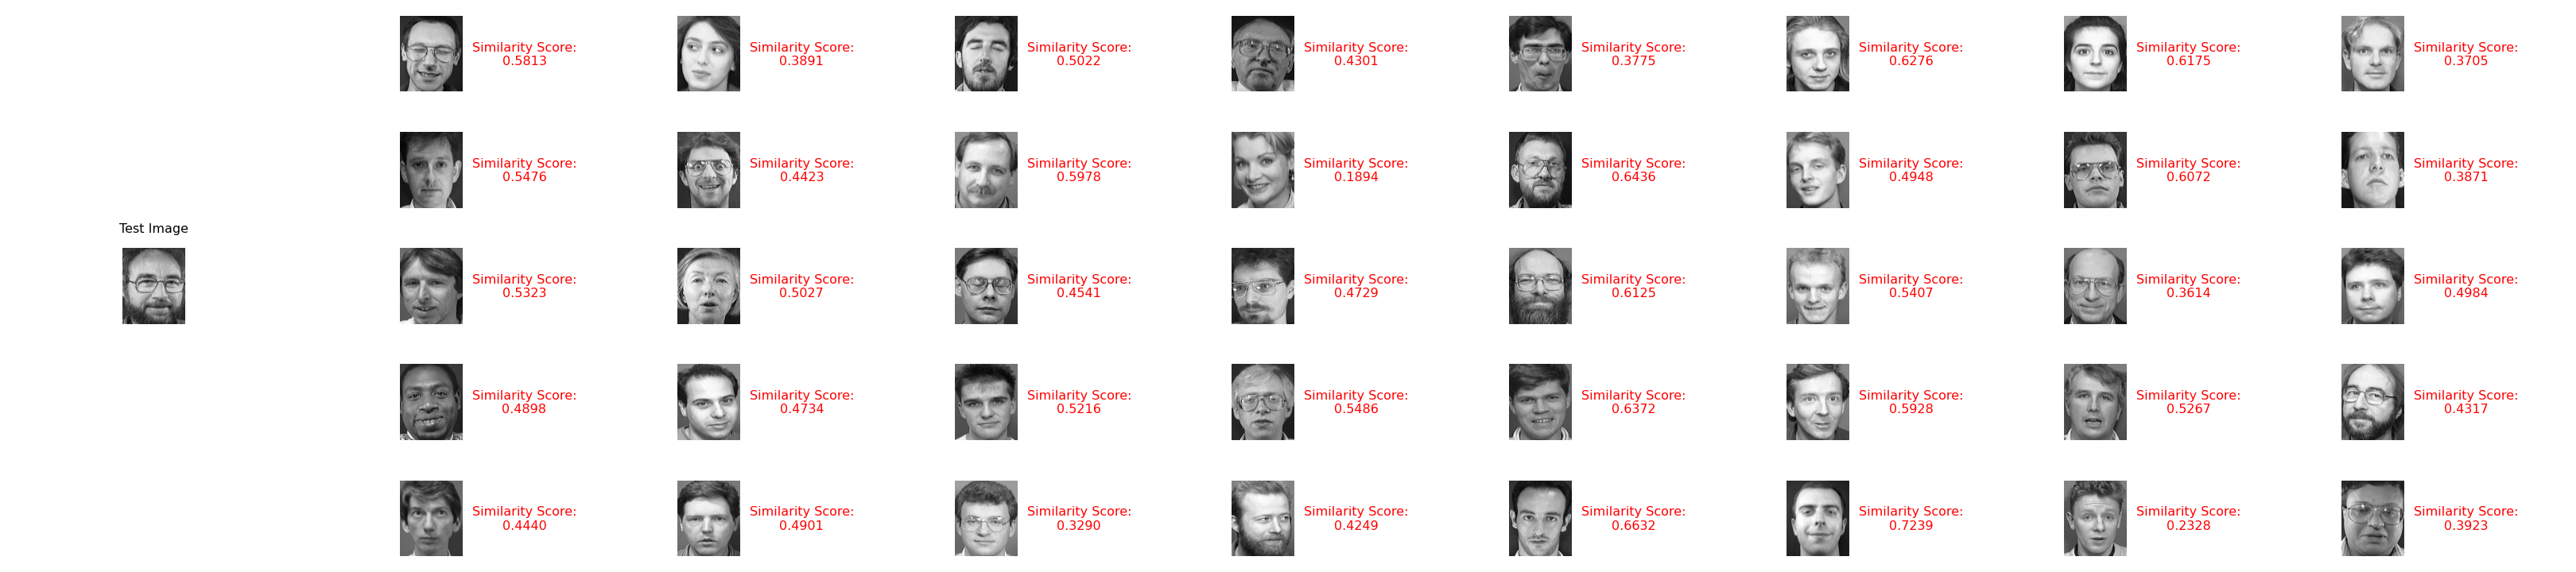 Similarity Score:
0.5813
Similarity Score:
0.3891
Similarity Score:
0.5022
Similarity Score:
0.4301
Similarity Score:
0.3775
Similarity Score:
0.6276
Similarity Score:
0.6175
Similarity Score:
0.3705
Similarity Score:
0.5476
Similarity Score:
0.4423
Similarity Score:
0.5978
Similarity Score:
0.1894
Similarity Score:
0.6436
Similarity Score:
0.4948
Similarity Score:
0.6072
Similarity Score:
0.3871
Test Image
Similarity Score:
0.5323
Similarity Score:
0.5027
Similarity Score:
0.4541
Similarity Score:
0.4729
Similarity Score:
0.6125
Similarity Score:
0.5407
Similarity Score:
0.3614
Similarity Score:
0.4984
Similarity Score:
0.4898
Similarity Score:
0.4734
Similarity Score:
0.5216
Similarity Score:
0.5486
Similarity Score:
0.6372
Similarity Score:
0.5928
Similarity Score:
0.5267
Similarity Score:
0.4317
Similarity Score:
0.4440
Similarity Score:
0.4901
Similarity Score:
0.3290
Similarity Score:
0.4249
Similarity Score:
0.6632
Similarity Score:
0.7239
Similarity Score:
0.2328
Similarity Score:
0.3923